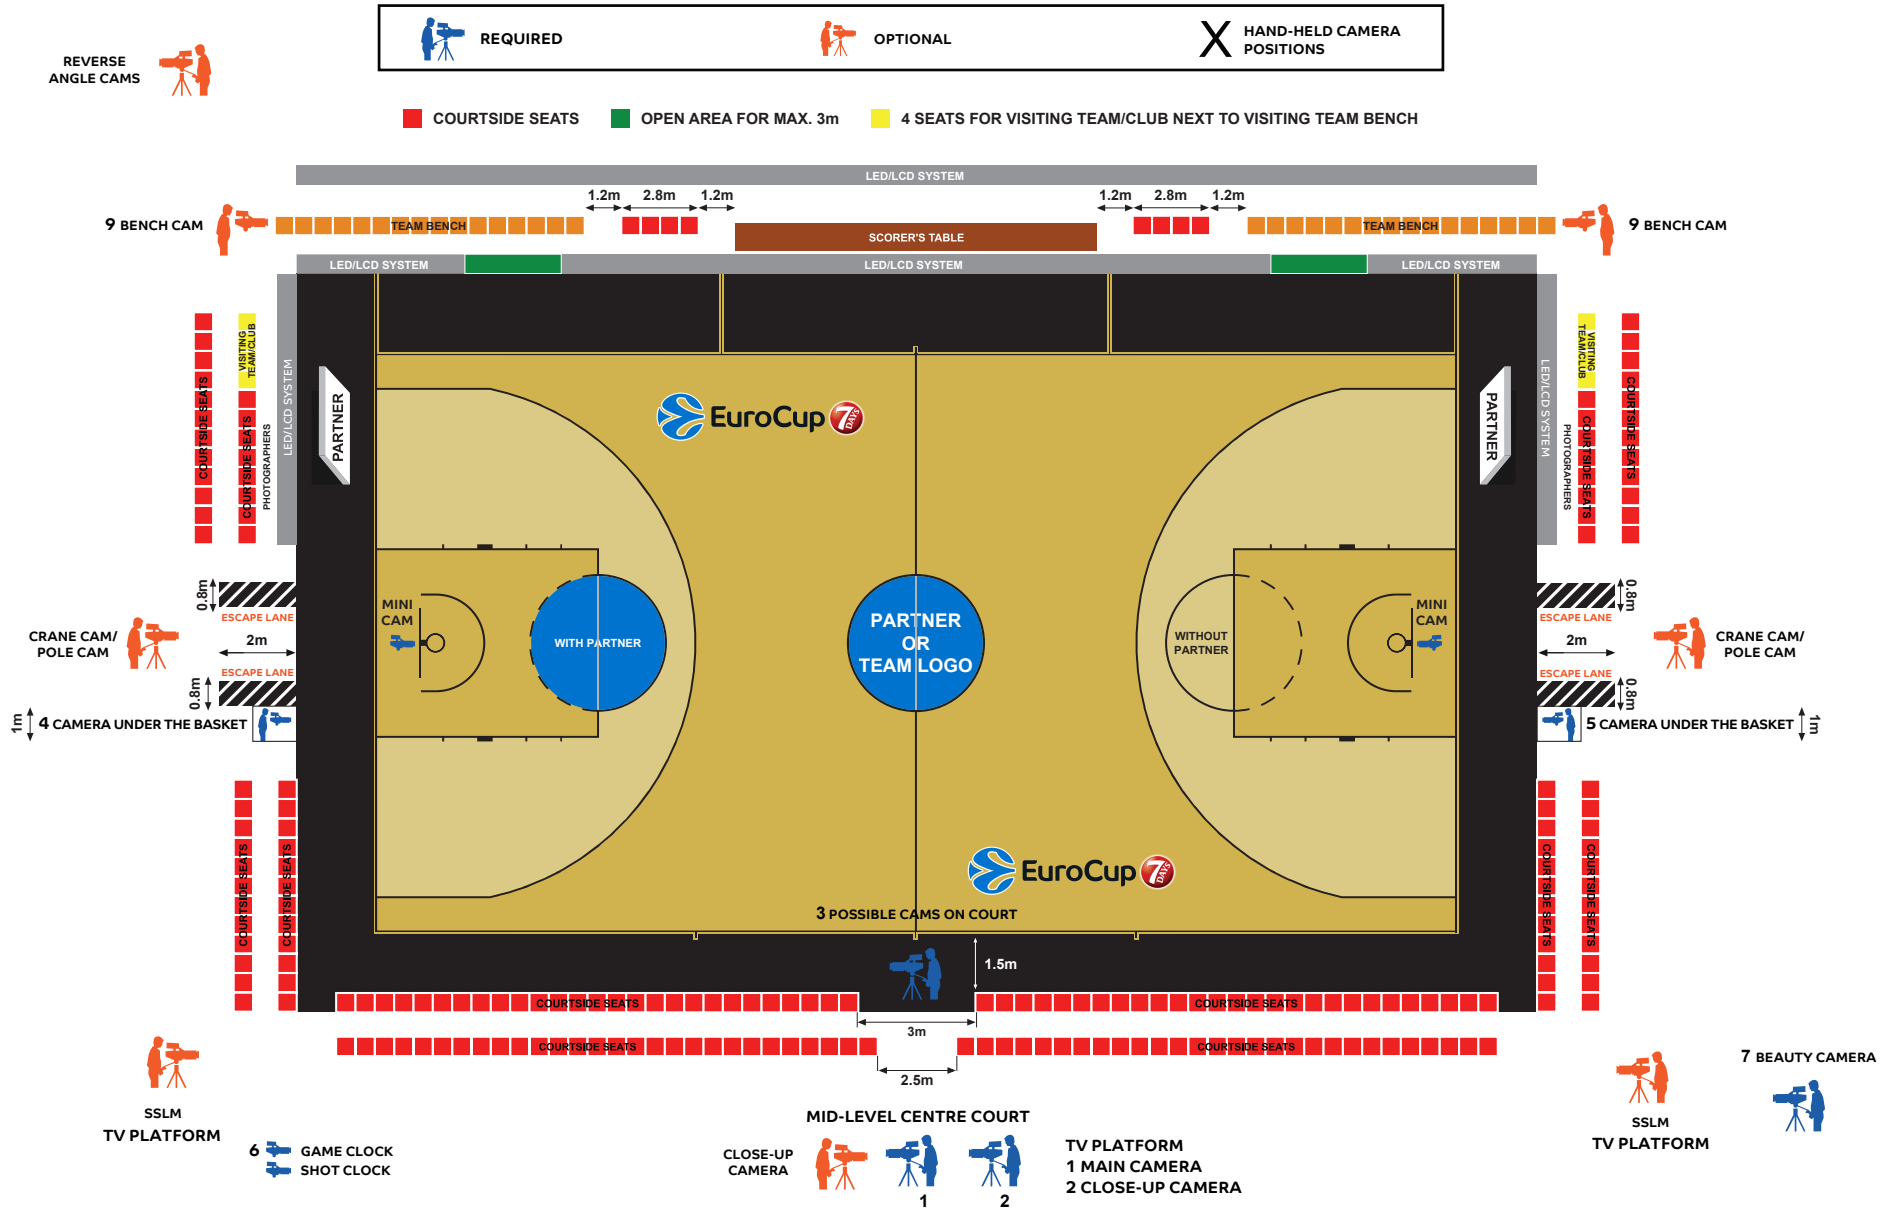 REQUIRED
OPTIONAL
X
HAND-HELD CAMERA
POSITIONS
REVERSE
ANGLE CAMS
COURTSIDE SEATS
OPEN AREA FOR MAX. 3m
4 SEATS FOR VISITING TEAM/CLUB NEXT TO VISITING TEAM BENCH
LED/LCD SYSTEM
1.2m
2.8m
1.2m
1.2m
2.8m
1.2m
9 BENCH CAM
TEAM BENCH
SCORER'S TABLE
TEAM BENCH
9 BENCH CAM
LED/LCD SYSTEM
LED/LCD SYSTEM
LED/LCD SYSTEM
COURTSIDE SEATS
VISITING
TEAM/CLUB
COURTSIDE SEATS
PHOTOGRAPHERS
LED/LCD SYSTEM
PARTNER
EuroCup 7DAYS
PARTNER
LED/LCD SYSTEM
PHOTOGRAPHERS
VISITING
TEAM/CLUB
COURTSIDE SEATS
COURTSIDE SEATS
0.8m
ESCAPE LANE
CRANE CAM/
POLE CAM
2m
ESCAPE LANE
0.8m
1m
4 CAMERA UNDER THE BASKET
MINI
CAM
WITH PARTNER
PARTNER
OR
TEAM LOGO
WITHOUT
PARTNER
MINI
CAM
0.8m
ESCAPE LANE
2m
CRANE CAM/
POLE CAM
ESCAPE LANE
0.8m
5 CAMERA UNDER THE BASKET
1m
COURTSIDE SEATS
COURTSIDE SEATS
EuroCup 7DAYS
3 POSSIBLE CAMS ON COURT
COURTSIDE SEATS
COURTSIDE SEATS
1.5m
COURTSIDE SEATS
COURTSIDE SEATS
3m
COURTSIDE SEATS
COURTSIDE SEATS
2.5m
SSLM
TV PLATFORM
6 GAME CLOCK
SHOT CLOCK
MID-LEVEL CENTRE COURT
CLOSE-UP
CAMERA
1
2
TV PLATFORM
1 MAIN CAMERA
2 CLOSE-UP CAMERA
SSLM
TV PLATFORM
7 BEAUTY CAMERA